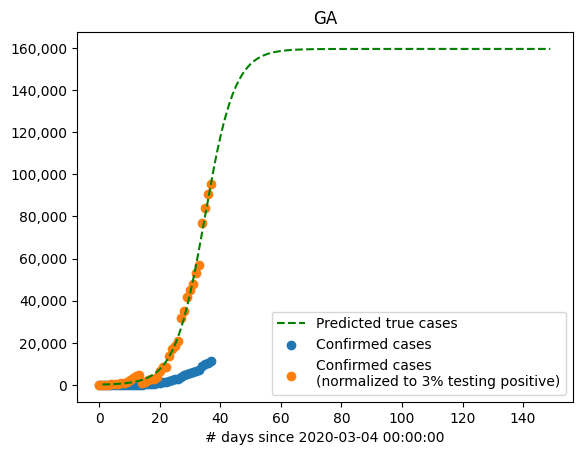 GA
160,000
140,000
120,000
100,000
80,000
60,000
40,000
20,000
0
Predicted true cases
Confirmed cases
Confirmed cases
(normalized to 3% testing positive)
0 20 40 60 80 100 120 140
# days since 2020-03-04 00:00:00